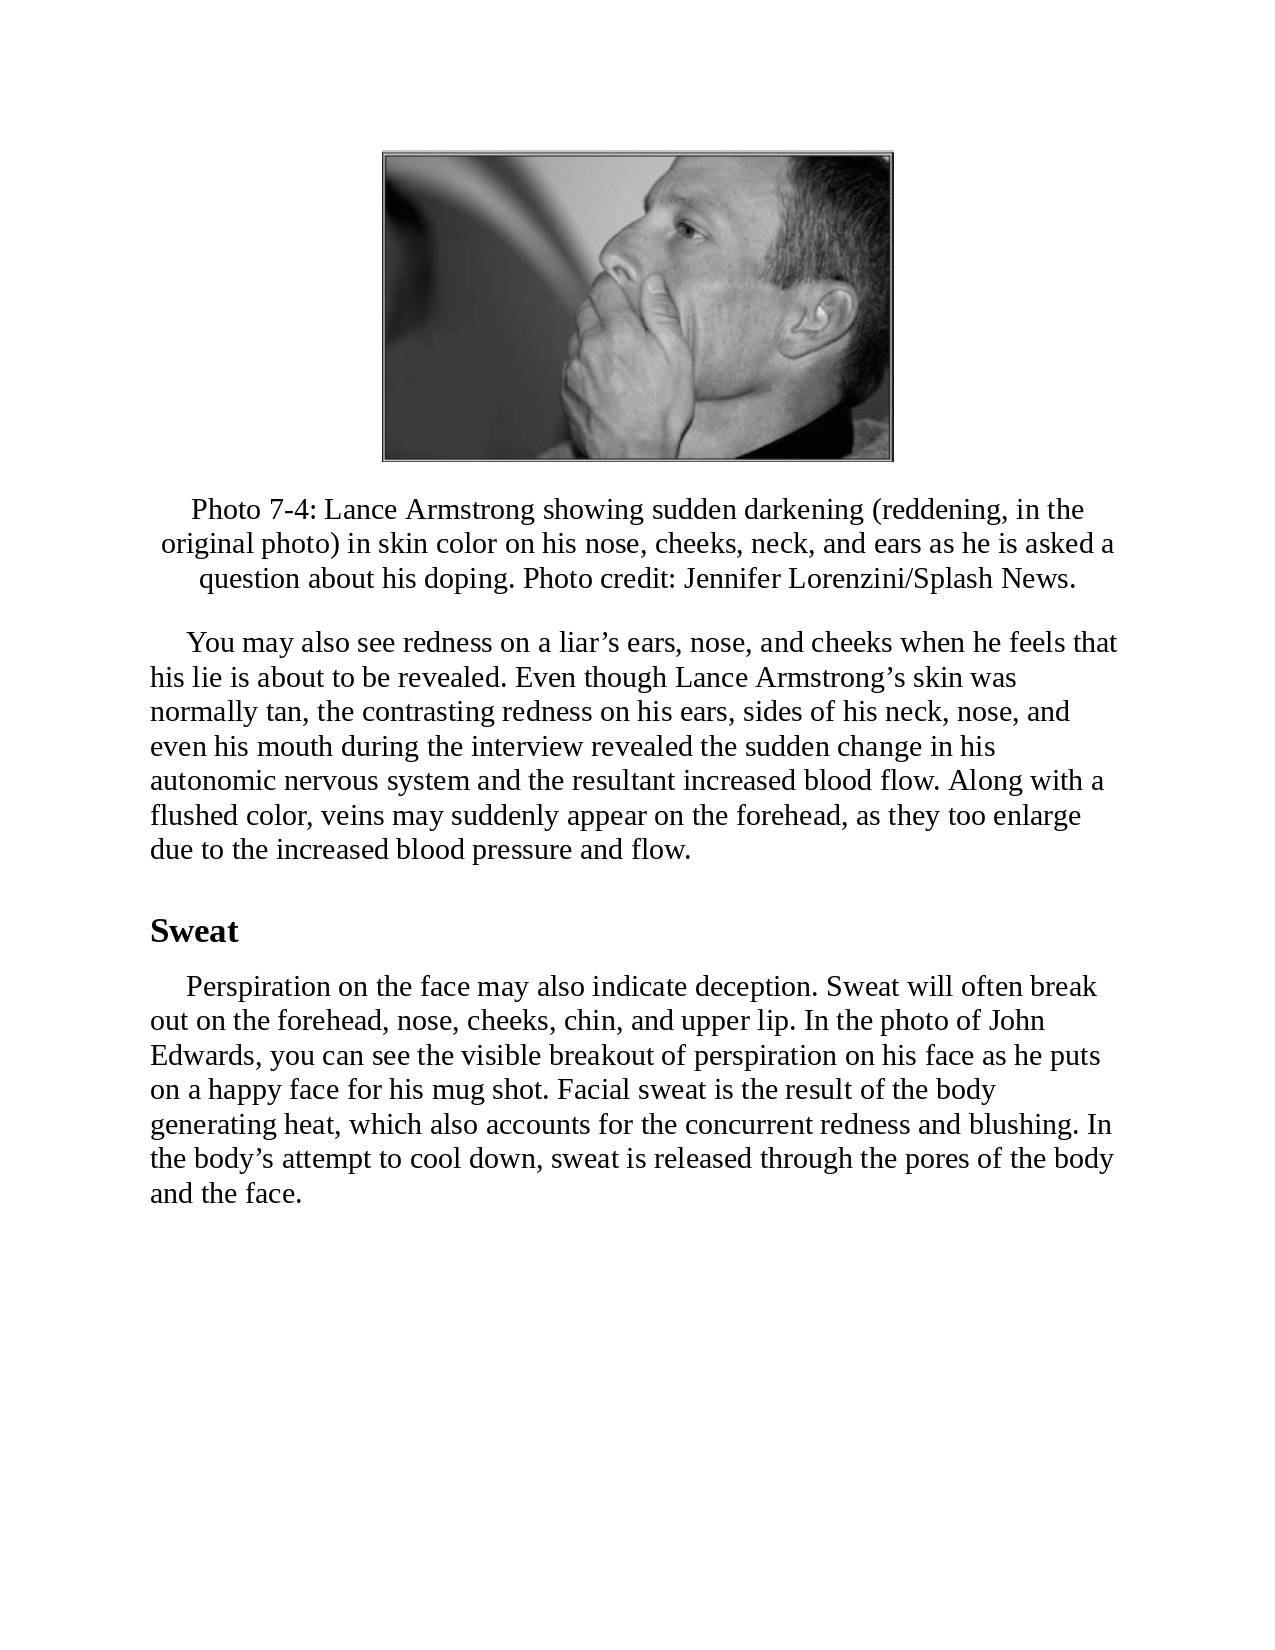 Photo 7-4: Lance Armstrong showing sudden darkening (reddening, in the
original photo) in skin color on his nose, cheeks, neck, and ears as he is asked a
question about his doping. Photo credit: Jennifer Lorenzini/Splash News.
You may also see redness on a liar’s ears, nose, and cheeks when he feels that
his lie is about to be revealed. Even though Lance Armstrong’s skin was
normally tan, the contrasting redness on his ears, sides of his neck, nose, and
even his mouth during the interview revealed the sudden change in his
autonomic nervous system and the resultant increased blood flow. Along with a
flushed color, veins may suddenly appear on the forehead, as they too enlarge
due to the increased blood pressure and flow.
Sweat
Perspiration on the face may also indicate deception. Sweat will often break
out on the forehead, nose, cheeks, chin, and upper lip. In the photo of John
Edwards, you can see the visible breakout of perspiration on his face as he puts
on a happy face for his mug shot. Facial sweat is the result of the body
generating heat, which also accounts for the concurrent redness and blushing. In
the body’s attempt to cool down, sweat is released through the pores of the body
and the face.